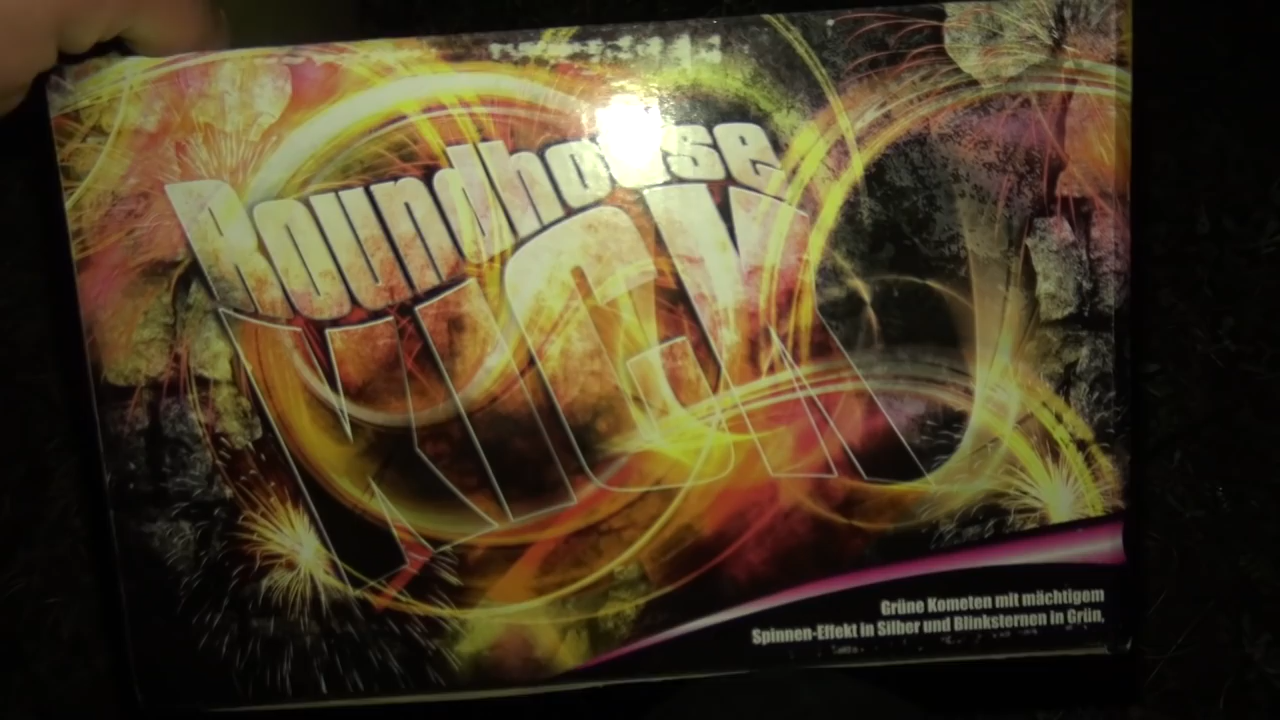 Roundhouse
KICK
Grüne Kometen mit mächtigem
Spinnen-Effekt in Silber und Blinksternen in Grün,